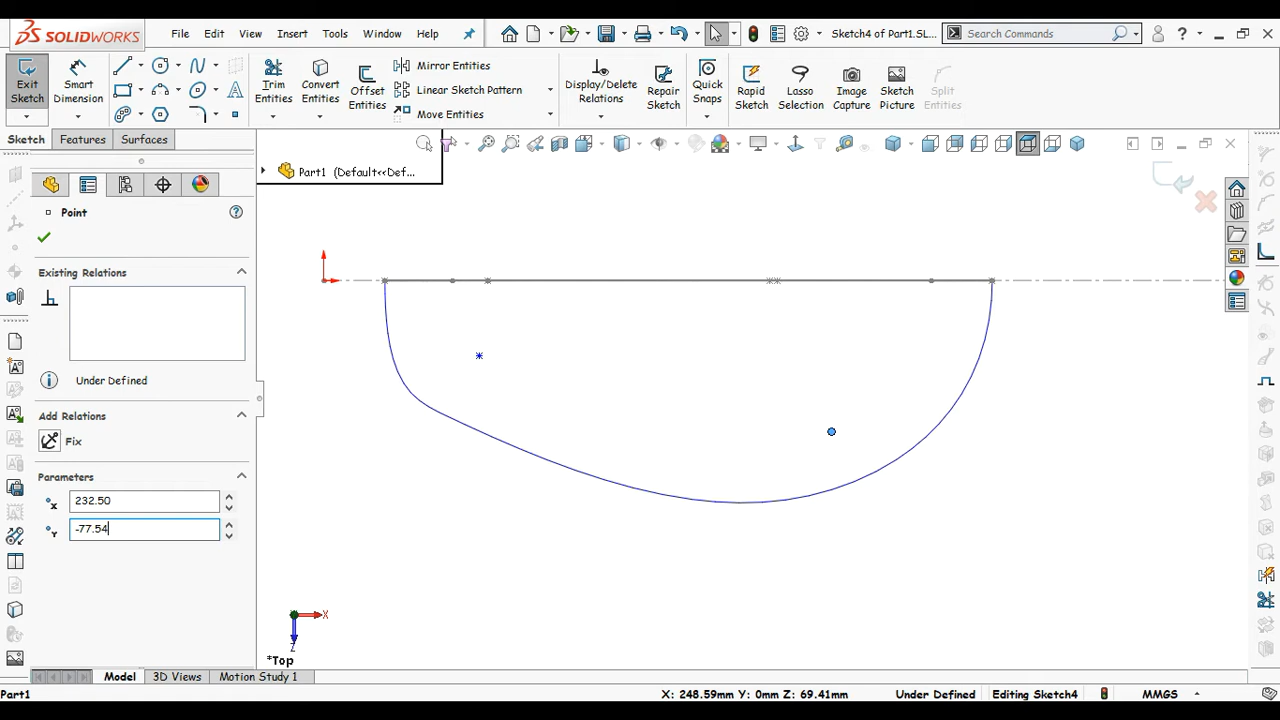 SOLIDWORKS File Edit View Insert Tools Window Help Sketch4 of Part1.SL... Search Commands ?
Exit Sketch
Smart Dimension
Trim Entities
Convert Entities
Offset Entities
Mirror Entities
Linear Sketch Pattern
Move Entities
Display/Delete Relations
Repair Sketch
Quick Snaps
Rapid Sketch
Lasso Selection
Image Capture
Sketch Picture
Split Entities
Sketch Features Surfaces
Part1 (Default<<Def...
Point ?
Existing Relations
Under Defined
Add Relations
Fix
Parameters
X 232.50
Y -77.54
X
Z
*Top
Model 3D Views Motion Study 1
Part1 X: 248.59mm Y: 0mm Z: 69.41mm Under Defined Editing Sketch4 MMGS